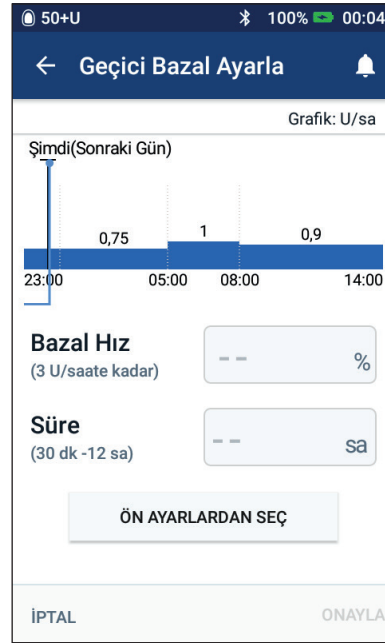 50+U 100% 00:04
Geçici Bazal Ayarla
Grafik: U/sa
Şimdi(Sonraki Gün)
0,75 1 0,9
23:00 05:00 08:00 14:00
Bazal Hız
-- %
(3 U/saate kadar)
Süre
-- sa
(30 dk -12 sa)
ÖN AYARLARDAN SEÇ
İPTAL ONAYLA